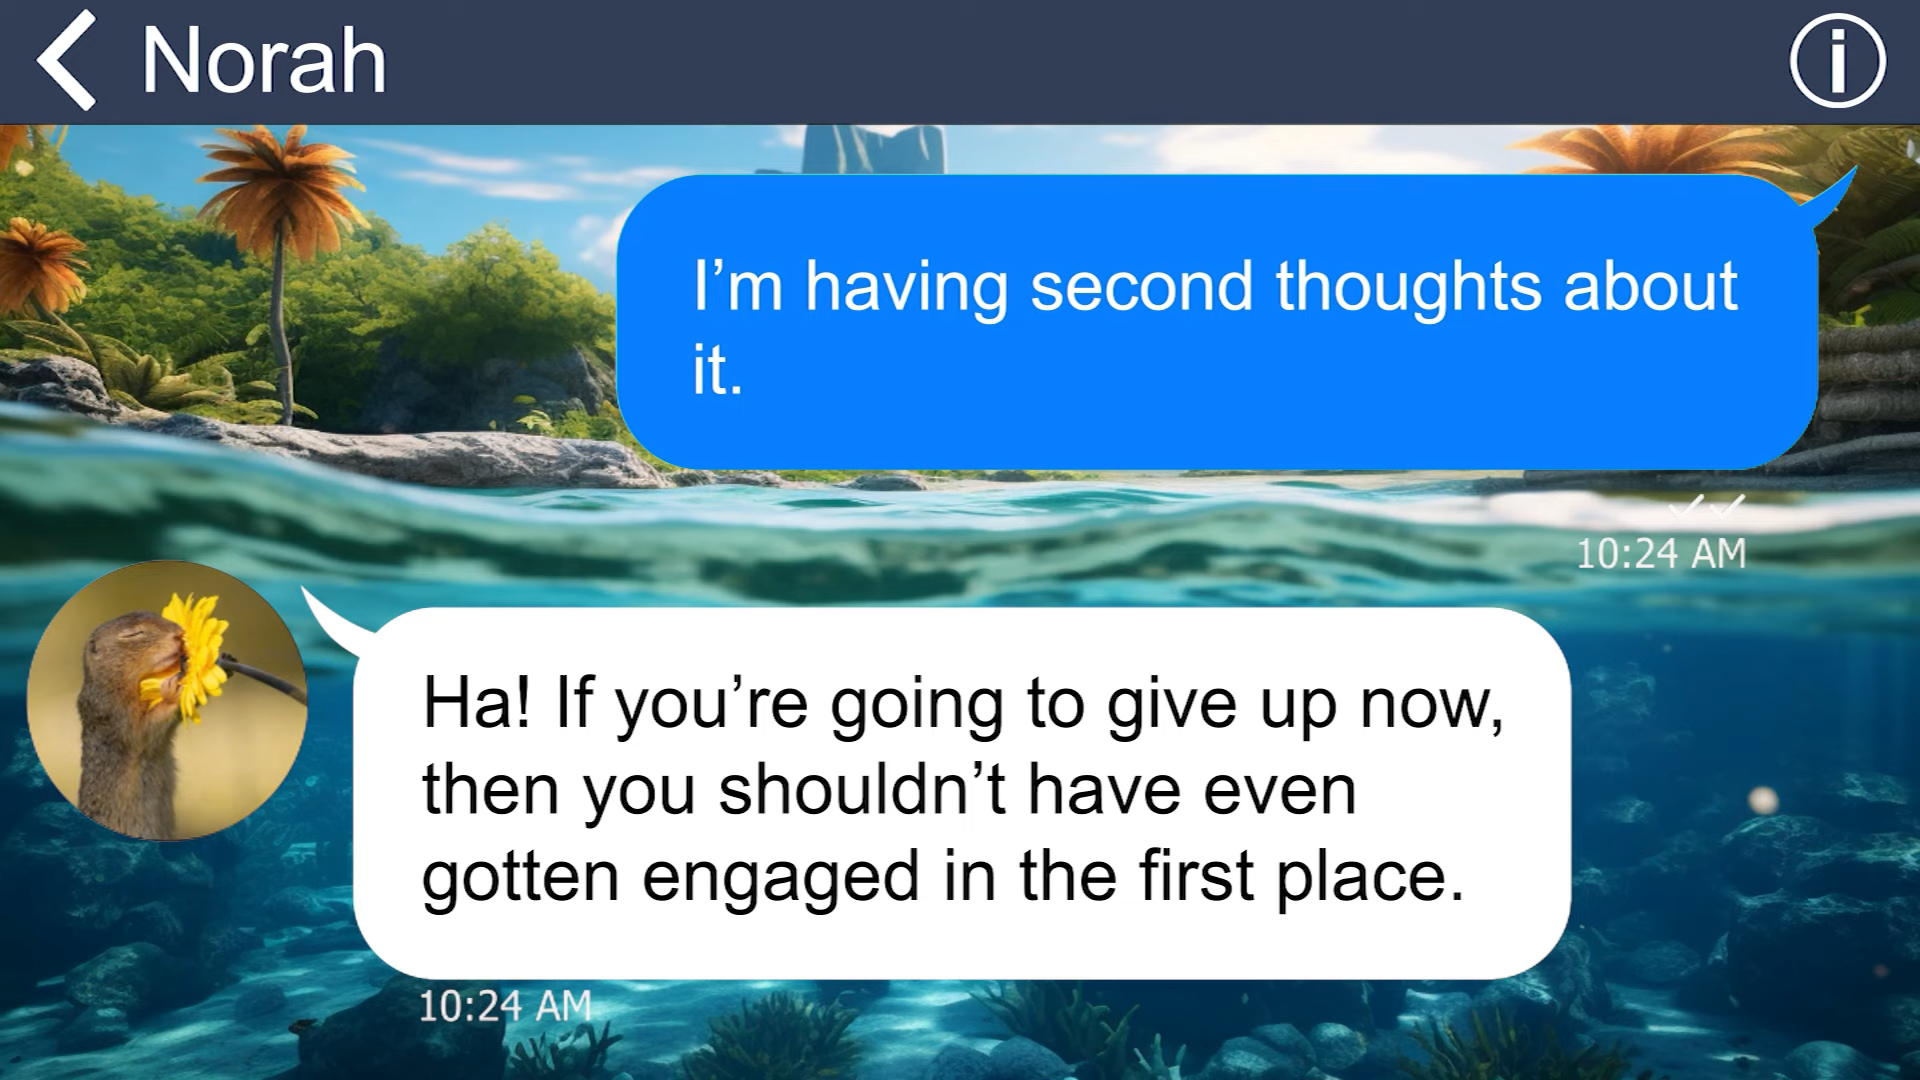 Norah
I’m having second thoughts about
it.
10:24 AM
Ha! If you’re going to give up now,
then you shouldn’t have even
gotten engaged in the first place.
10:24 AM